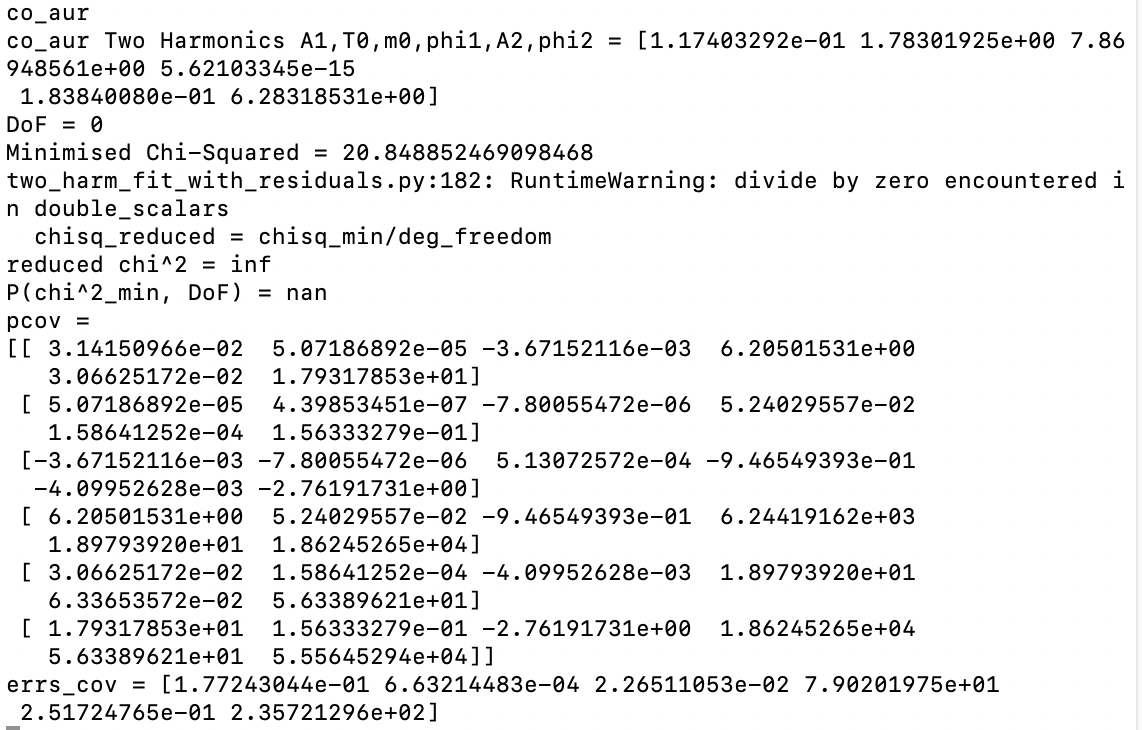 co_aur
co_aur Two Harmonics A1,T0,m0,phi1,A2,phi2 = [1.17403292e-01 1.78301925e+00 7.86
948561e+00 5.62103345e-15
 1.83840080e-01 6.28318531e+00]
DoF = 0
Minimised Chi-Squared = 20.848852469098468
two_harm_fit_with_residuals.py:182: RuntimeWarning: divide by zero encountered i
n double_scalars
  chisq_reduced = chisq_min/deg_freedom
reduced chi^2 = inf
P(chi^2_min, DoF) = nan
pcov =
[[ 3.14150966e-02  5.07186892e-05 -3.67152116e-03  6.20501531e+00
   3.06625172e-02  1.79317853e+01]
 [ 5.07186892e-05  4.39853451e-07 -7.80055472e-06  5.24029557e-02
   1.58641252e-04  1.56333279e-01]
 [-3.67152116e-03 -7.80055472e-06  5.13072572e-04 -9.46549393e-01
  -4.09952628e-03 -2.76191731e+00]
 [ 6.20501531e+00  5.24029557e-02 -9.46549393e-01  6.24419162e+03
   1.89793920e+01  1.86245265e+04]
 [ 3.06625172e-02  1.58641252e-04 -4.09952628e-03  1.89793920e+01
   6.33653572e-02  5.63389621e+01]
 [ 1.79317853e+01  1.56333279e-01 -2.76191731e+00  1.86245265e+04
   5.63389621e+01  5.55645294e+04]]
errs_cov = [1.77243044e-01 6.63214483e-04 2.26511053e-02 7.90201975e+01
 2.51724765e-01 2.35721296e+02]